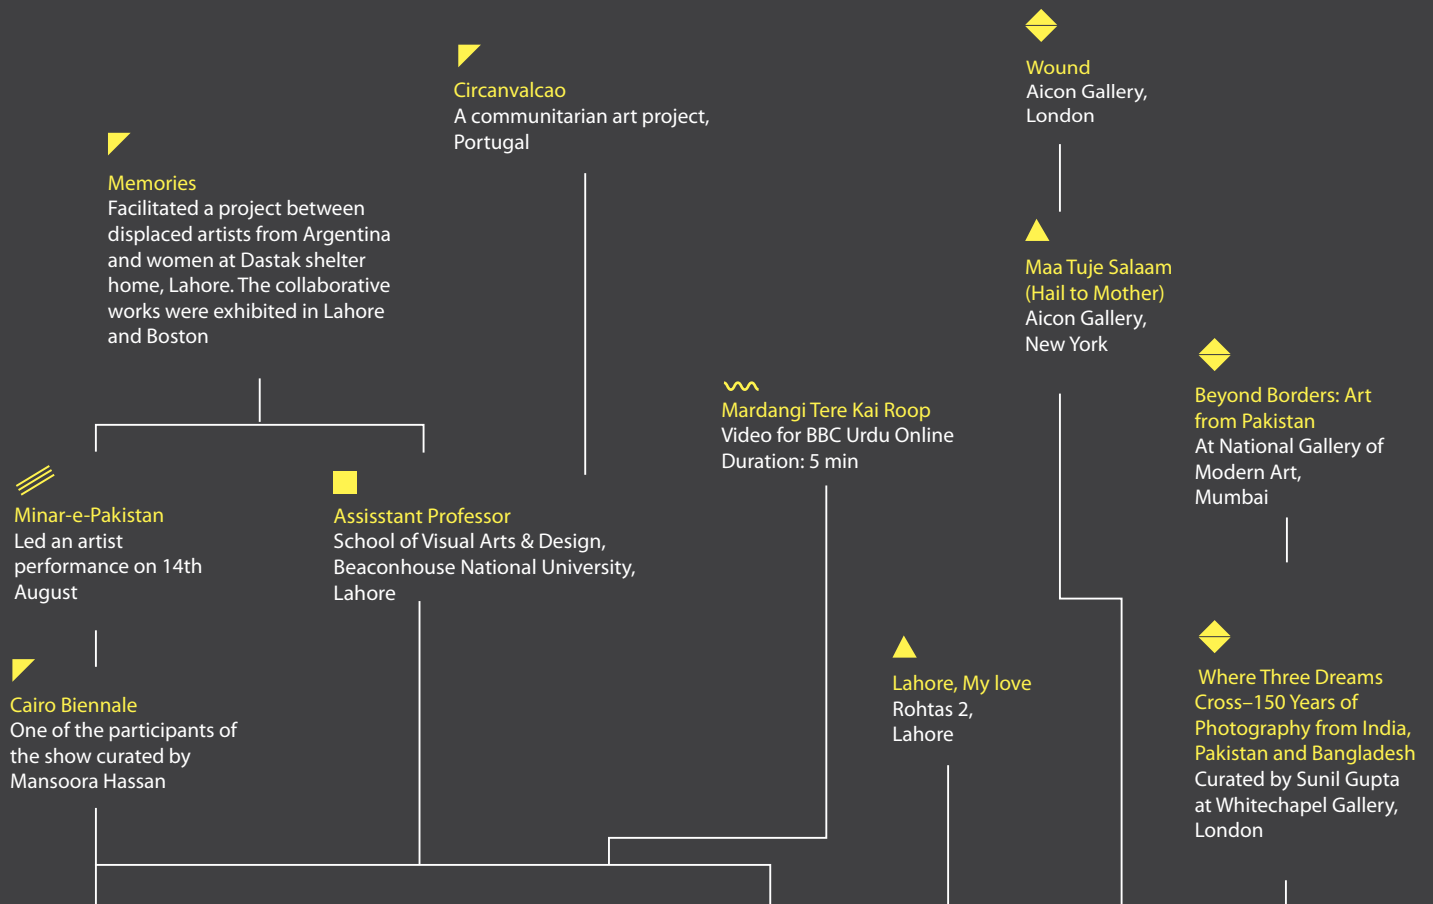 Circanvalcao
A communitarian art project,
Portugal
Wound
Aicon Gallery,
London
Memories
Facilitated a project between
displaced artists from Argentina
and women at Dastak shelter
home, Lahore. The collaborative
works were exhibited in Lahore
and Boston
Maa Tuje Salaam
(Hail to Mother)
Aicon Gallery,
New York
Mardangi Tere Kai Roop
Video for BBC Urdu Online
Duration: 5 min
Beyond Borders: Art
from Pakistan
At National Gallery of
Modern Art,
Mumbai
Minar-e-Pakistan
Led an artist
performance on 14th
August
Assisstant Professor
School of Visual Arts & Design,
Beaconhouse National University,
Lahore
Cairo Biennale
One of the participants of
the show curated by
Mansoora Hassan
Lahore, My love
Rohtas 2,
Lahore
Where Three Dreams
Cross–150 Years of
Photography from India,
Pakistan and Bangladesh
Curated by Sunil Gupta
at Whitechapel Gallery,
London